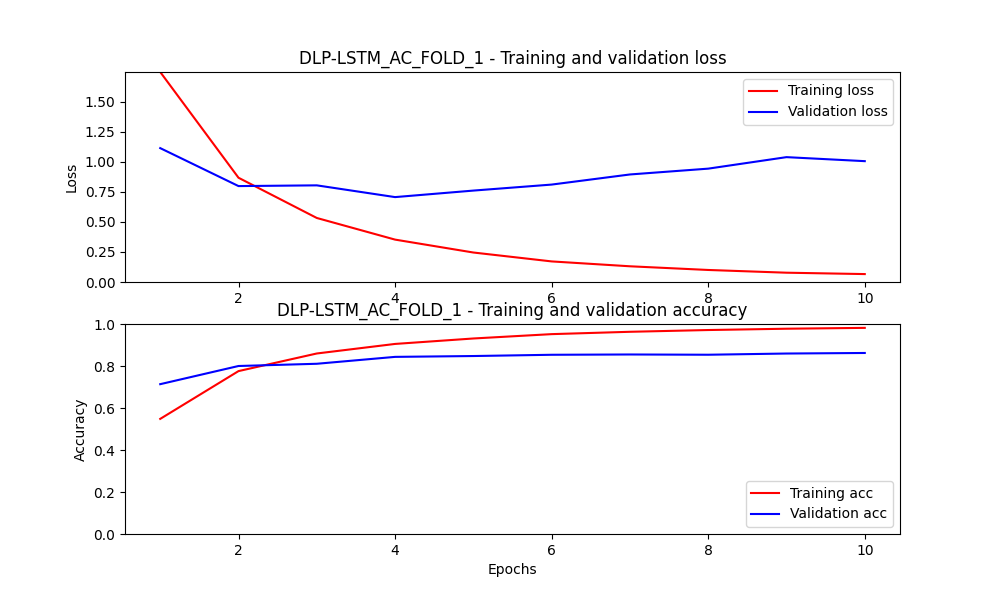 DLP-LSTM_AC_FOLD_1 - Training and validation loss
Training loss
Validation loss
1.50
1.25
1.00
0.75
0.50
0.25
0.00
Loss
2 4 6 8 10
DLP-LSTM_AC_FOLD_1 - Training and validation accuracy
1.0
0.8
0.6
0.4
0.2
0.0
Accuracy
Training acc
Validation acc
2 4 6 8 10
Epochs